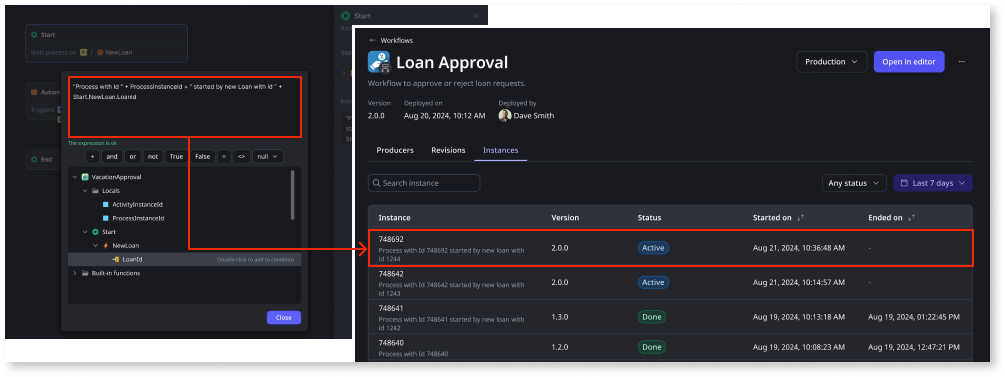 Start
Start process on / NewLoan
Autom
Triggers
End
Start
"Process with Id " + ProcessInstanceId + " started by new Loan with id " +
Start.NewLoan.LoanId
The expression is ok
+ and or not True False = <> null
VacationApproval
Locals
ActivityInstanceId
ProcessInstanceId
Start
NewLoan
LoanId Double-click to add to condition
Built-in functions
Close
← Workflows
Loan Approval
Production
Open in editor
Workflow to approve or reject loan requests.
Version Deployed on Deployed by
2.0.0 Aug 20, 2024, 10:12 AM Dave Smith
Producers Revisions Instances
Search instance
Any status
Last 7 days
Instance Version Status Started on Ended on
748692
Process with Id 748692 started by new loan with
id 1244
2.0.0 Active Aug 21, 2024, 10:36:48 AM -
748642
Process with Id 748642 started by new loan with
id 1243
2.0.0 Active Aug 21, 2024, 10:14:57 AM -
748641
Process with Id 748641 started by new loan with
id 1242
1.3.0 Done Aug 19, 2024, 10:13:18 AM Aug 19, 2024, 01:22:45 PM
748640
Process with Id 748640
1.2.0 Done Aug 19, 2024, 10:08:23 AM Aug 19, 2024, 12:47:21 PM